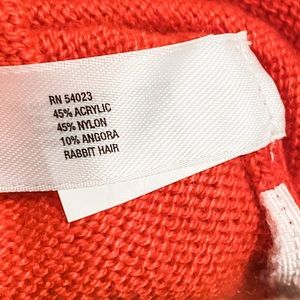 RN 54023
45% ACRYLIC
45% NYLON
10% ANGORA
RABBIT HAIR